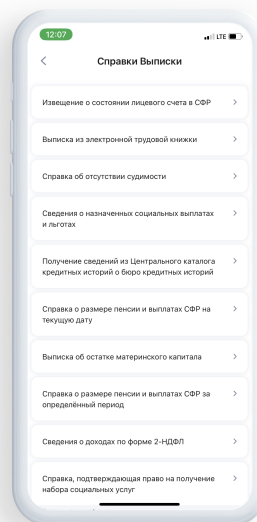 12:07
LTE
Справки Выписки
Извещение о состоянии лицевого счета в СФР
Выписка из электронной трудовой книжки
Справка об отсутствии судимости
Сведения о назначенных социальных выплатах
и льготах
Получение сведений из Центрального каталога
кредитных историй о бюро кредитных историй
Справка о размере пенсии и выплатах СФР на
текущую дату
Выписка об остатке материнского капитала
Справка о размере пенсии и выплатах СФР за
определённый период
Сведения о доходах по форме 2-НДФЛ
Справка, подтверждающая право на получение
набора социальных услуг